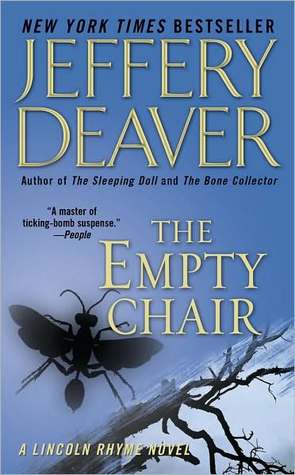 NEW YORK TIMES BESTSELLER
JEFFERY
DEAVER
Author of The Sleeping Doll and The Bone Collector
"A master of
ticking-bomb suspense."
—People
THE
EMPTY
CHAIR
A LINCOLN RHYME NOVEL